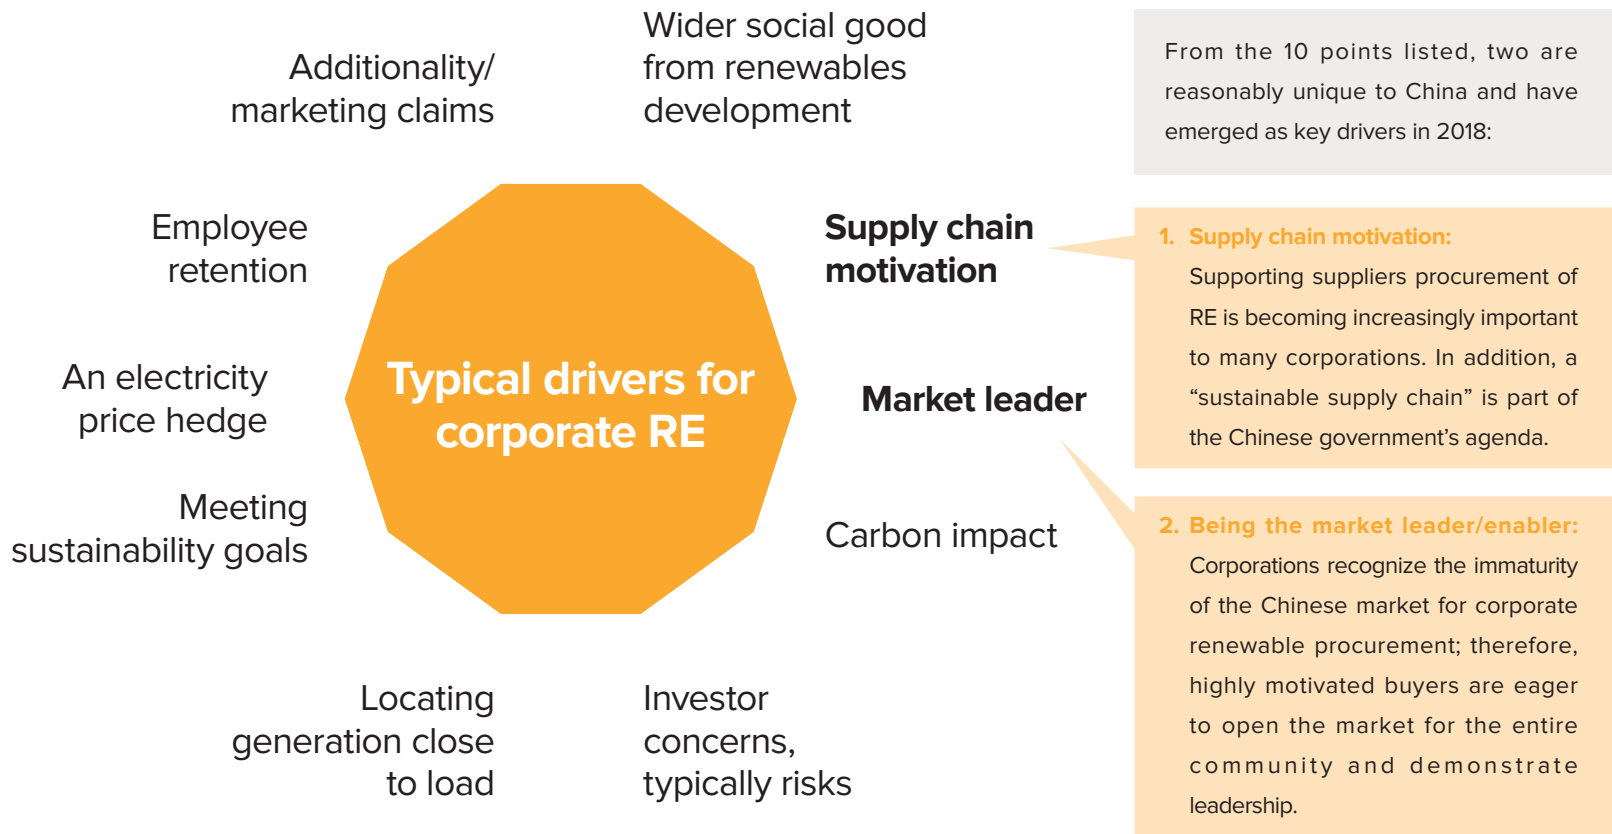 Additionality/
marketing claims
Wider social good
from renewables
development
Employee
retention
Supply chain
motivation
An electricity
price hedge
Typical drivers for
corporate RE
Market leader
Meeting
sustainability goals
Carbon impact
Locating
generation close
to load
Investor
concerns,
typically risks
From the 10 points listed, two are
reasonably unique to China and have
emerged as key drivers in 2018:
1. Supply chain motivation:
Supporting suppliers procurement of
RE is becoming increasingly important
to many corporations. In addition, a
“sustainable supply chain” is part of
the Chinese government’s agenda.
2. Being the market leader/enabler:
Corporations recognize the immaturity
of the Chinese market for corporate
renewable procurement; therefore,
highly motivated buyers are eager
to open the market for the entire
community and demonstrate
leadership.